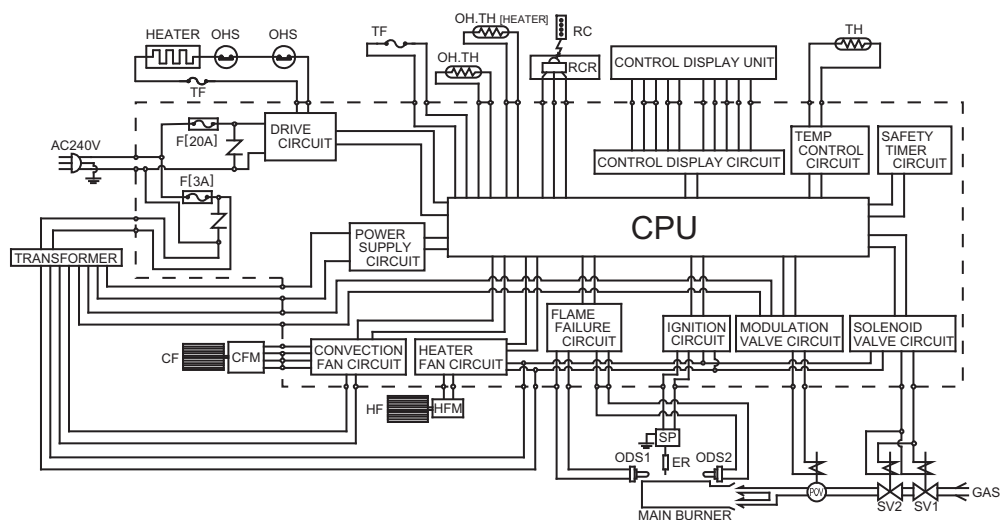 HEATER OHS OHS
TF
TF
OH.TH [HEATER]
OH.TH
RC
RCR
CONTROL DISPLAY UNIT
TH
AC240V
F[20A]
F[3A]
DRIVE
CIRCUIT
CONTROL DISPLAY CIRCUIT
TEMP
CONTROL
CIRCUIT
SAFETY
TIMER
CIRCUIT
CPU
TRANSFORMER
POWER
SUPPLY
CIRCUIT
CF
CFM
CONVECTION
FAN CIRCUIT
HEATER
FAN CIRCUIT
FLAME
FAILURE
CIRCUIT
IGNITION
CIRCUIT
MODULATION
VALVE CIRCUIT
SOLENOID
VALVE CIRCUIT
HF
HFM
SP
ODS1
ER
ODS2
MAIN BURNER
POV
SV2
SV1
GAS